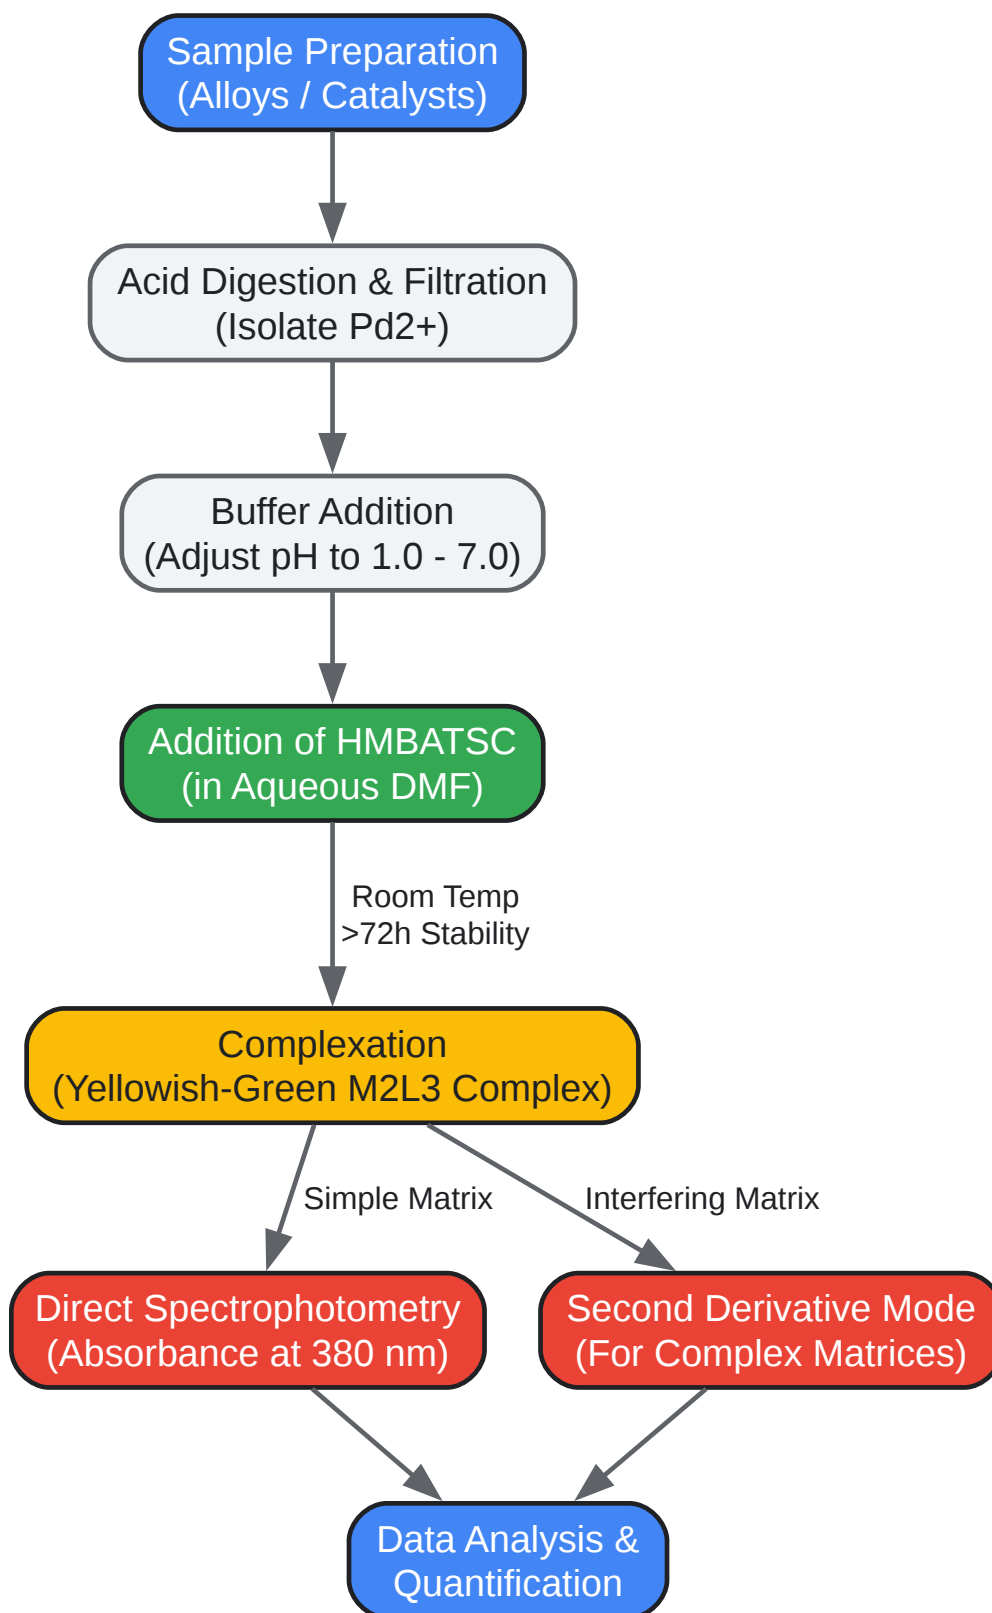 Sample Preparation
(Alloys / Catalysts)
Acid Digestion & Filtration
(Isolate Pd2+)
Buffer Addition
(Adjust pH to 1.0 - 7.0)
Addition of HMBATSC
(in Aqueous DMF)
Room Temp
>72h Stability
Complexation
(Yellowish-Green M2L3 Complex)
Simple Matrix
Interfering Matrix
Direct Spectrophotometry
(Absorbance at 380 nm)
Second Derivative Mode
(For Complex Matrices)
Data Analysis &
Quantification